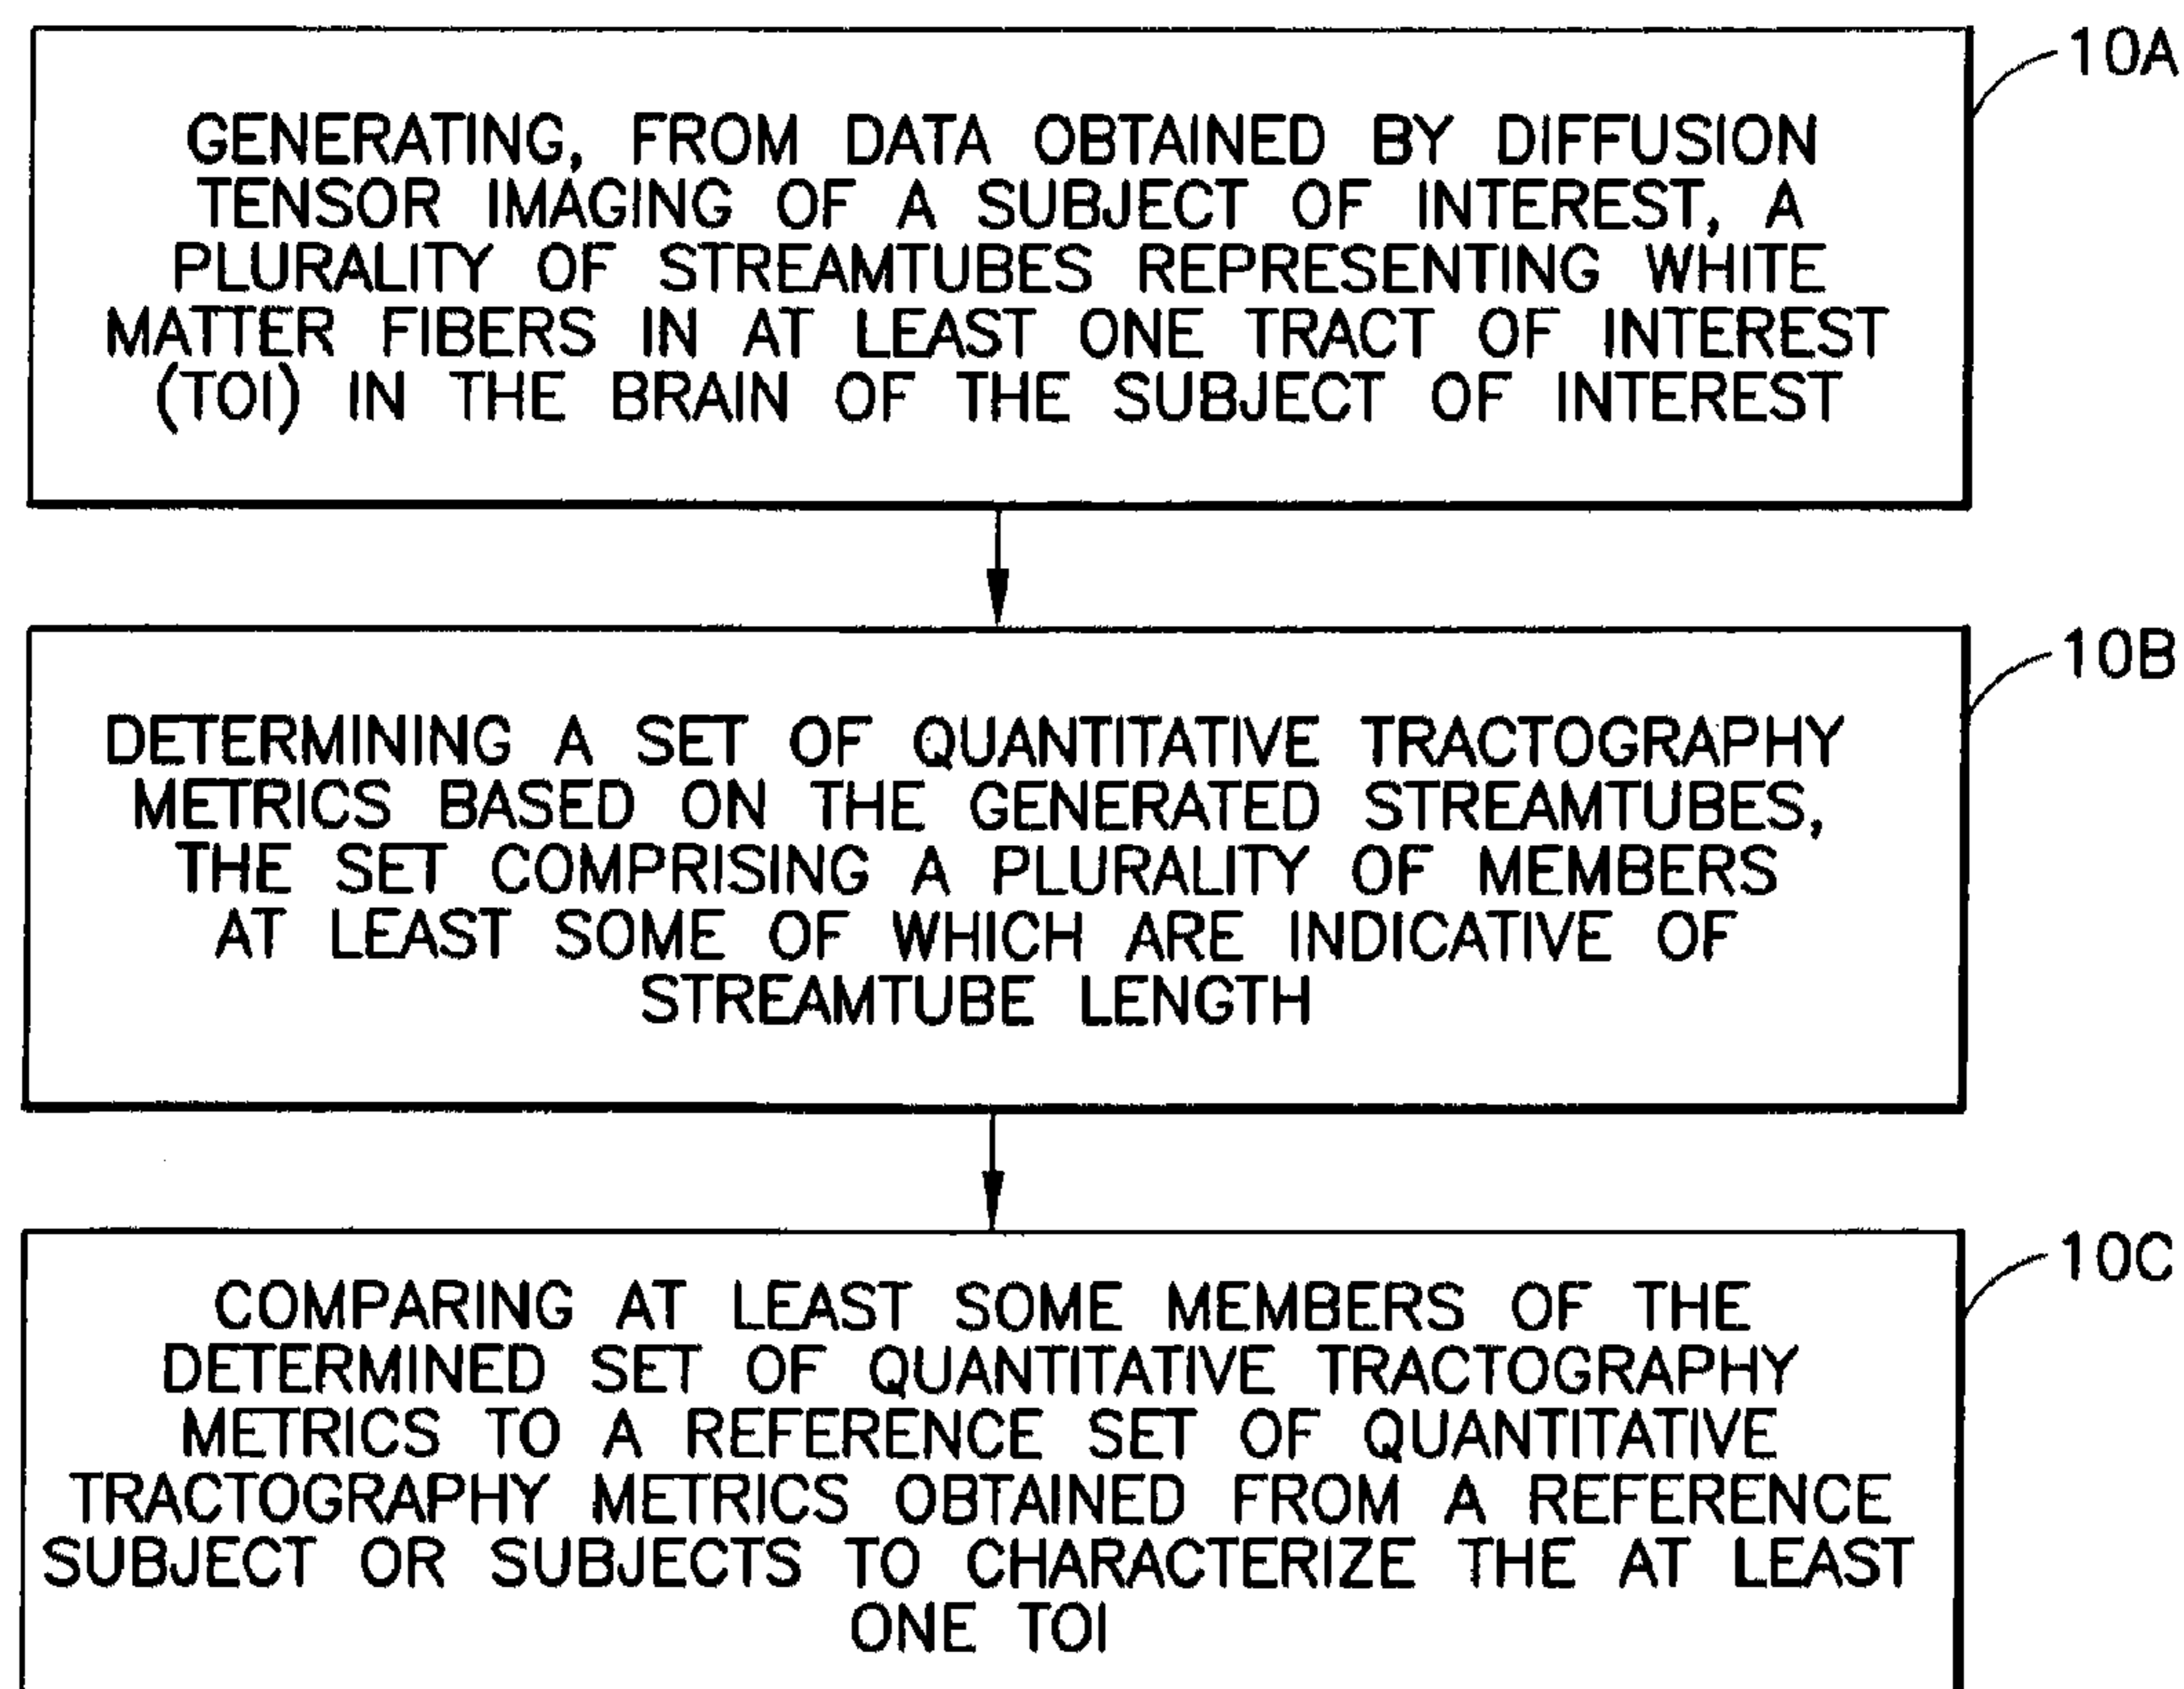 10A
GENERATING, FROM DATA OBTAINED BY DIFFUSION
TENSOR IMAGING OF A SUBJECT OF INTEREST, A
PLURALITY OF STREAMTUBES REPRESENTING WHITE
MATTER FIBERS IN AT LEAST ONE TRACT OF INTEREST
(TOI) IN THE BRAIN OF THE SUBJECT OF INTEREST
10B
DETERMINING A SET OF QUANTITATIVE TRACTOGRAPHY
METRICS BASED ON THE GENERATED STREAMTUBES,
THE SET COMPRISING A PLURALITY OF MEMBERS
AT LEAST SOME OF WHICH ARE INDICATIVE OF
STREAMTUBE LENGTH
10C
COMPARING AT LEAST SOME MEMBERS OF THE
DETERMINED SET OF QUANTITATIVE TRACTOGRAPHY
METRICS TO A REFERENCE SET OF QUANTITATIVE
TRACTOGRAPHY METRICS OBTAINED FROM A REFERENCE
SUBJECT OR SUBJECTS TO CHARACTERIZE THE AT LEAST
ONE TOI